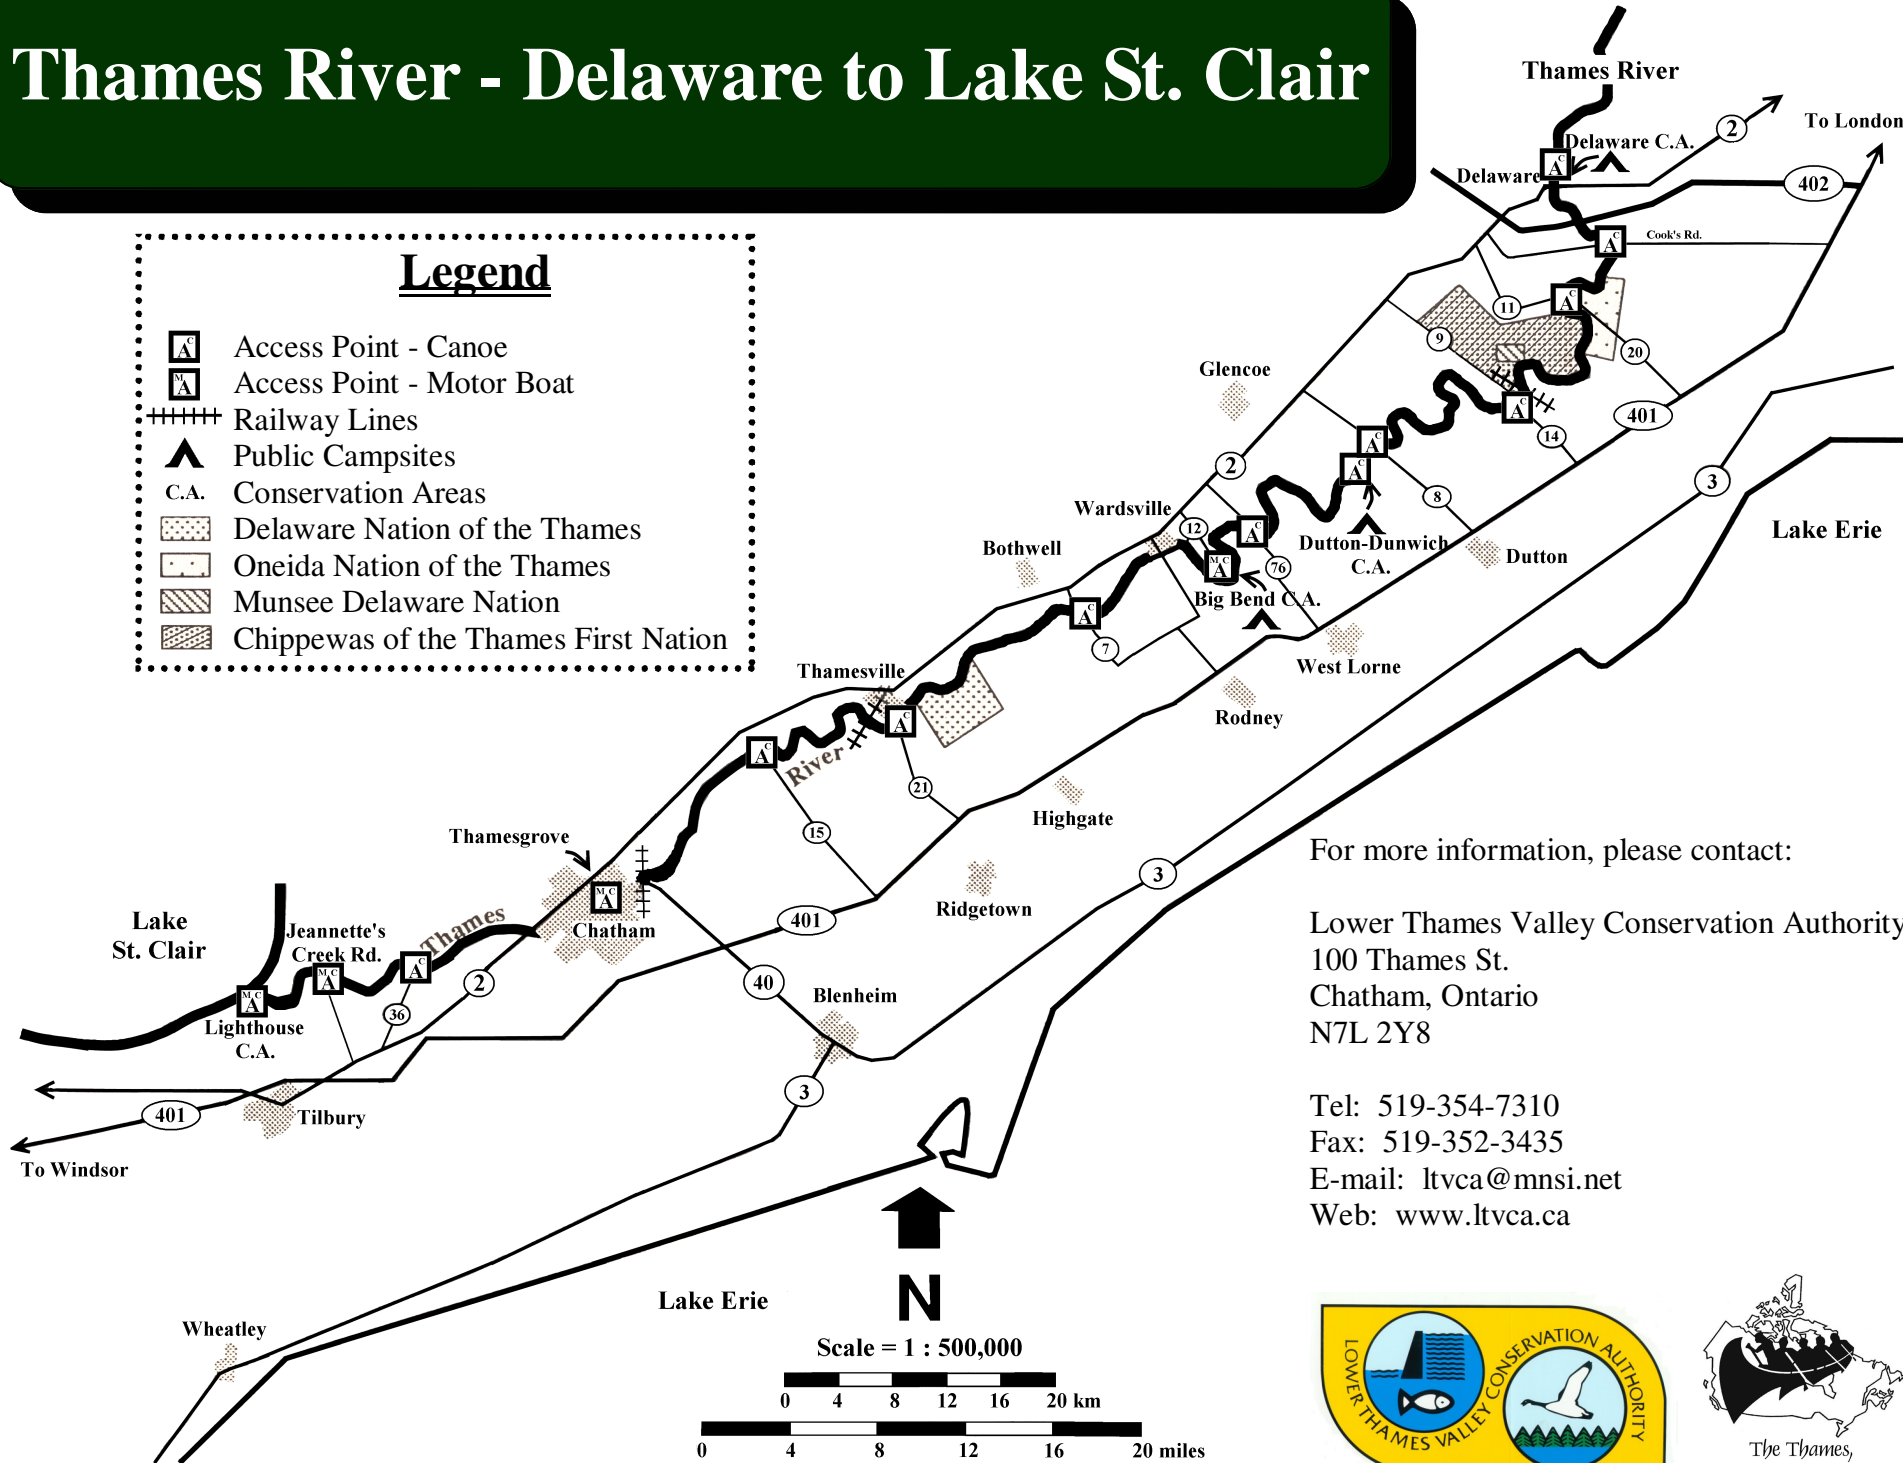 Thames River - Delaware to Lake St. Clair
Thames River
To London
2
Delaware C.A.
Delaware
402
Cook's Rd.
Legend
Access Point - Canoe
Access Point - Motor Boat
Railway Lines
Public Campsites
C.A. Conservation Areas
Delaware Nation of the Thames
Oneida Nation of the Thames
Munsee Delaware Nation
Chippewas of the Thames First Nation
A C
M A
A C
A C
A C
11
9
20
Glencoe
A C
401
14
A C
A C
2
3
8
Wardsville
12
A C
Lake Erie
Dutton-Dunwich
C.A.
Dutton
Bothwell
M C A
76
Big Bend C.A.
A C
7
West Lorne
Thamesville
Rodney
A C
A C
River
21
15
Highgate
Thamesgrove
3
M C A
Ridgetown
Chatham
401
Lake
St. Clair
Jeannette's
Creek Rd.
Thames
A C
M C A
M C A
2
40
36
Blenheim
Lighthouse
C.A.
3
401
Tilbury
To Windsor
For more information, please contact:
Lower Thames Valley Conservation Authority
100 Thames St.
Chatham, Ontario
N7L 2Y8
Tel: 519-354-7310
Fax: 519-352-3435
E-mail: ltvca@mnsi.net
Web: www.ltvca.ca
N
Lake Erie
Wheatley
Scale = 1 : 500,000
0 4 8 12 16 20 km
0 4 8 12 16 20 miles
LOWER THAMES VALLEY CONSERVATION AUTHORITY
The Thames,